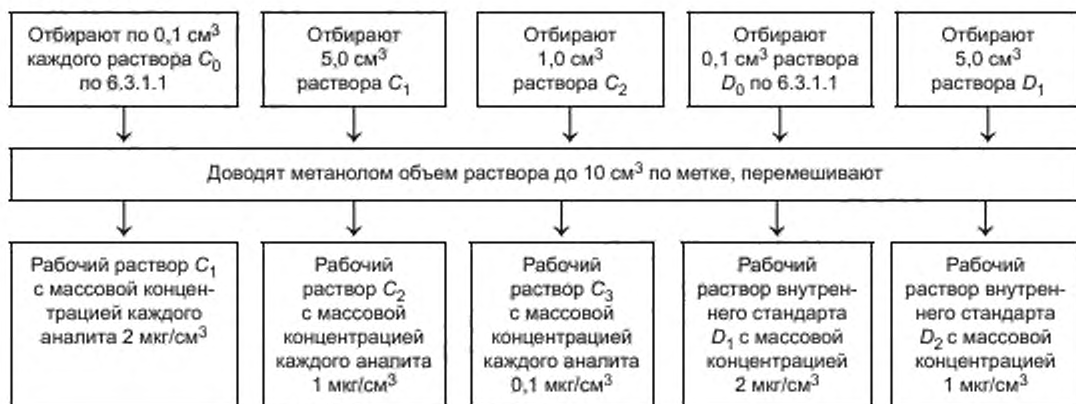 Отбирают по 0,1 см³
каждого раствора C₀
по 6.3.1.1
Отбирают
5,0 см³
раствора C₁
Отбирают
1,0 см³
раствора C₂
Отбирают
0,1 см³ раствора
D₀ по 6.3.1.1
Отбирают
5,0 см³
раствора D₁
Доводят метанолом объем раствора до 10 см³ по метке, перемешивают
Рабочий раствор C₁
с массовой концен-
трацией каждого
аналита 2 мкг/см³
Рабочий
раствор C₂
с массовой
концентрацией
каждого аналита
1 мкг/см³
Рабочий
раствор C₃
с массовой
концентрацией
каждого аналита
0,1 мкг/см³
Рабочий
раствор внутрен-
него стандарта
D₁ с массовой
концентрацией
2 мкг/см³
Рабочий
раствор внутрен-
него стандарта
D₂ с массовой
концентрацией
1 мкг/см³